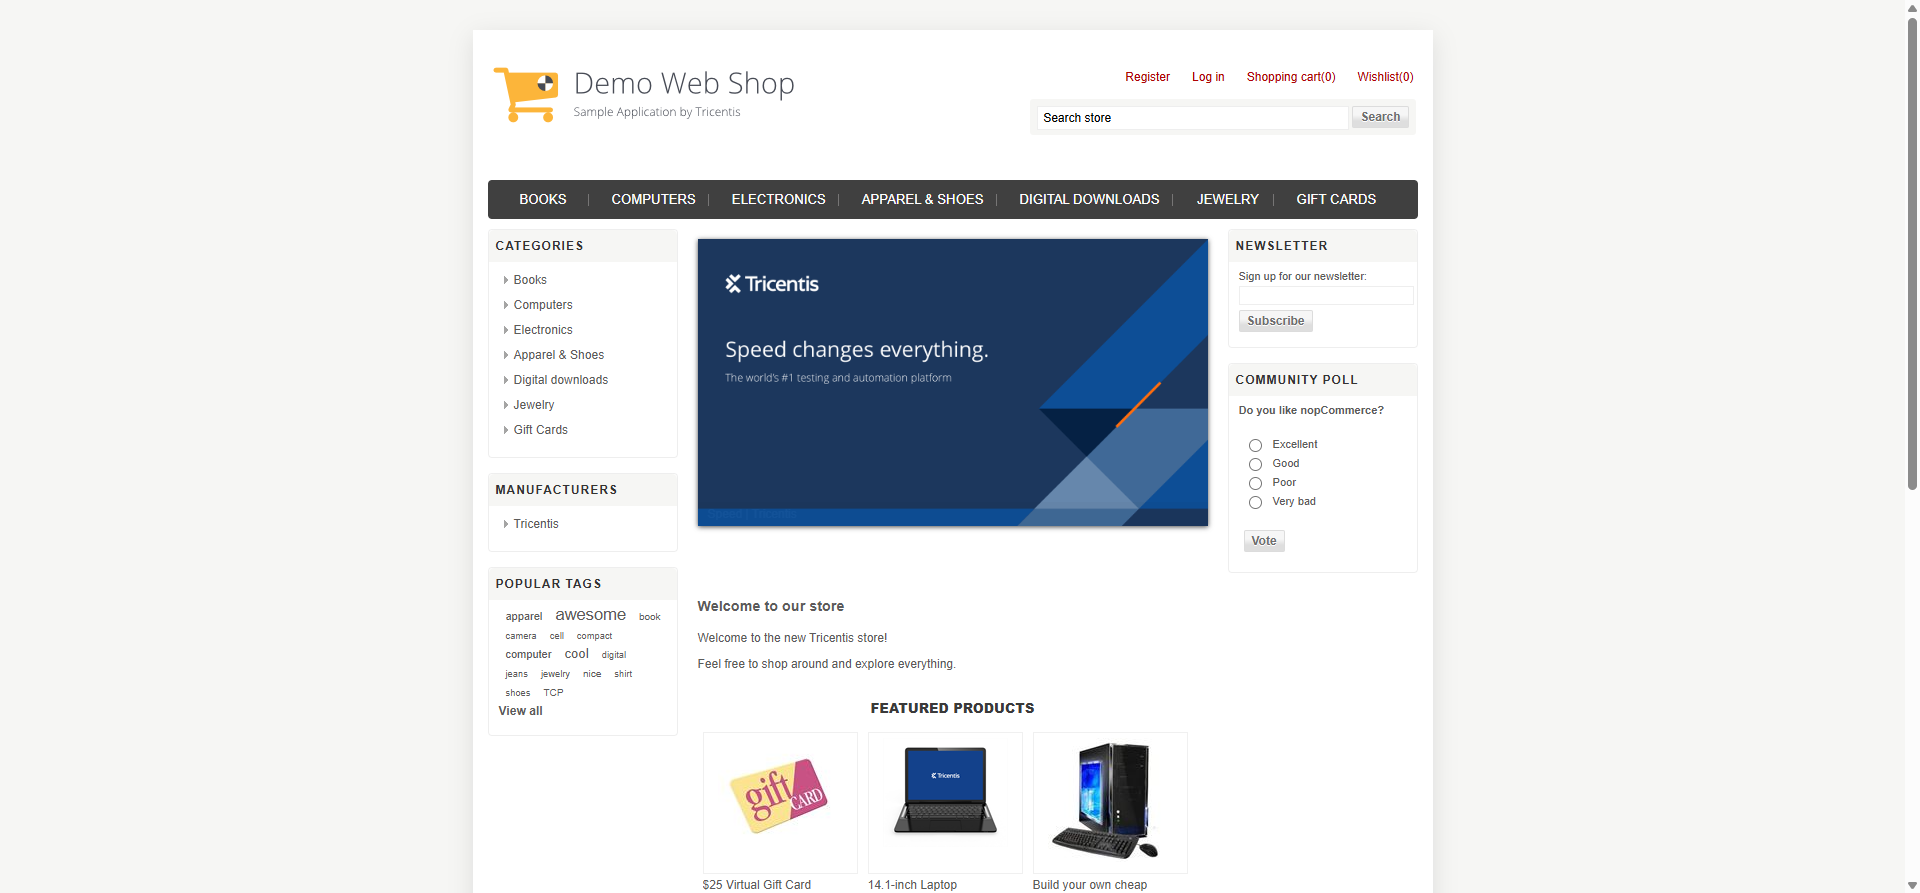 Demo Web Shop
Sample Application by Tricentis
Register Log in Shopping cart(0) Wishlist(0)
Search store Search
BOOKS COMPUTERS ELECTRONICS APPAREL & SHOES DIGITAL DOWNLOADS JEWELRY GIFT CARDS
CATEGORIES
Books
Computers
Electronics
Apparel & Shoes
Digital downloads
Jewelry
Gift Cards
MANUFACTURERS
Tricentis
POPULAR TAGS
apparel awesome book
camera cell compact
computer cool digital
jeans jewelry nice shirt
shoes TCP
View all
Tricentis
Speed changes everything.
The world's #1 testing and automation platform
Welcome to our store
Welcome to the new Tricentis store!
Feel free to shop around and explore everything.
FEATURED PRODUCTS
gift CARD
Tricentis
$25 Virtual Gift Card
14.1-inch Laptop
Build your own cheap
NEWSLETTER
Sign up for our newsletter:
Subscribe
COMMUNITY POLL
Do you like nopCommerce?
Excellent
Good
Poor
Very bad
Vote